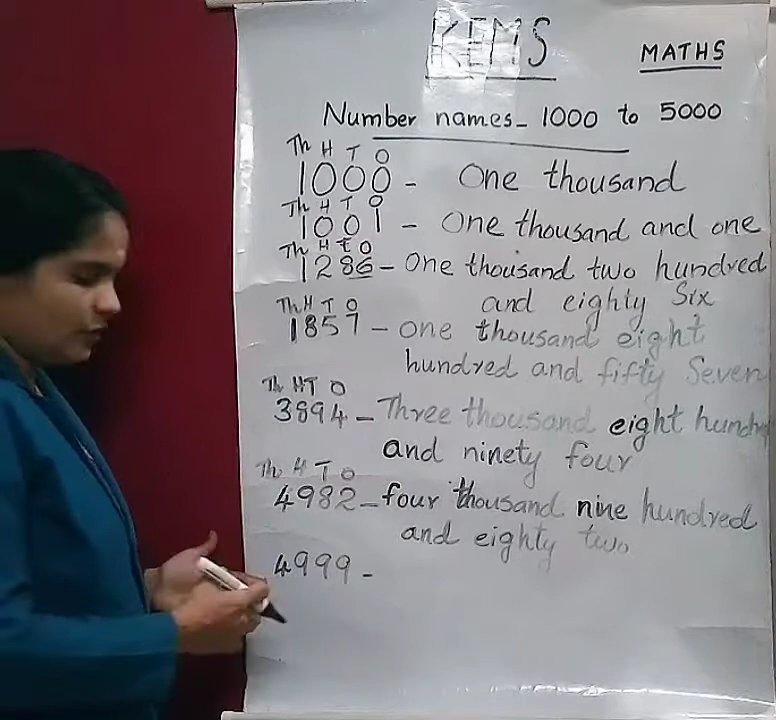 KEMS
MATHS
Number names - 1000 to 5000
Th H T O
1000 - One thousand
Th H T O
1001 - One thousand and one
Th H T O
1286 - One thousand two hundred
and eighty Six
Th H T O
1857 - one thousand eight
hundred and fifty Seven
Th H T O
3894 - Three thousand eight hundred
and ninety four
Th H T O
4982 - four thousand nine hundred
and eighty two
4999 -